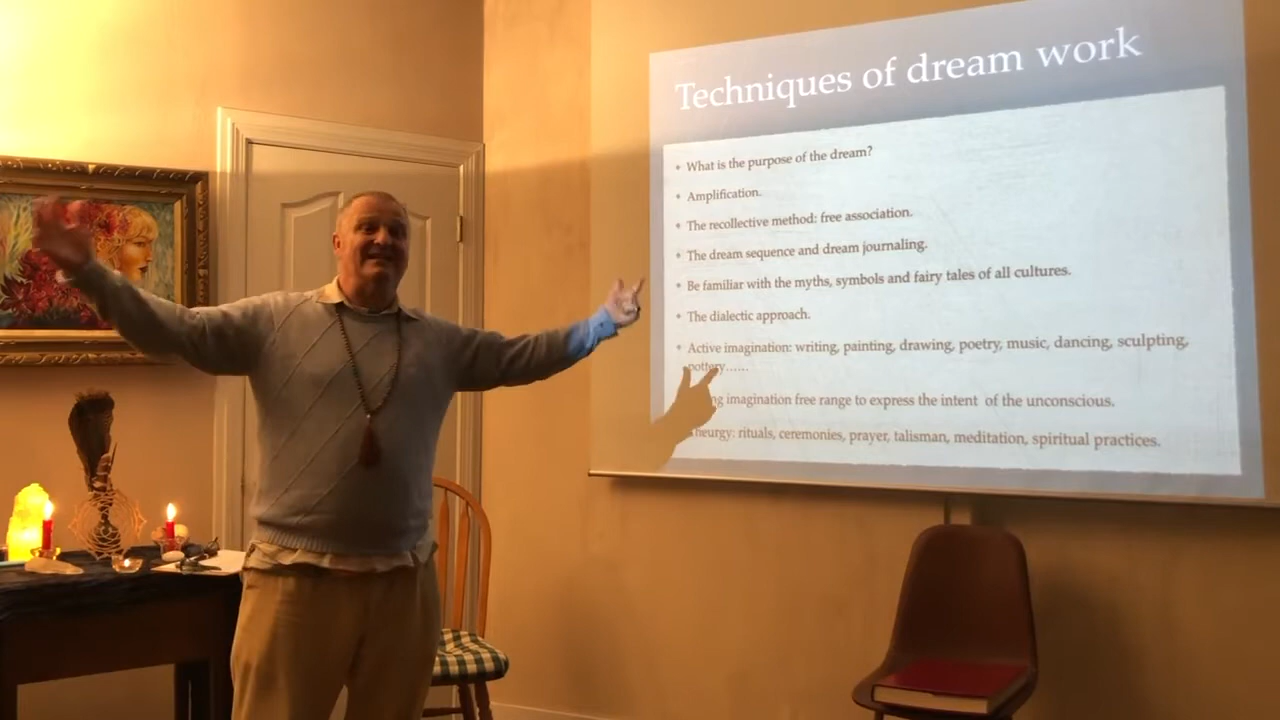 Techniques of dream work
What is the purpose of the dream?
Amplification.
The recollective method: free association.
The dream sequence and dream journaling.
Be familiar with the myths, symbols and fairy tales of all cultures.
The dialectic approach.
Active imagination: writing, painting, drawing, poetry, music, dancing, sculpting,
pottery……
imagination free range to express the intent of the unconscious.
rituals, ceremonies, prayer, talisman, meditation, spiritual practices.